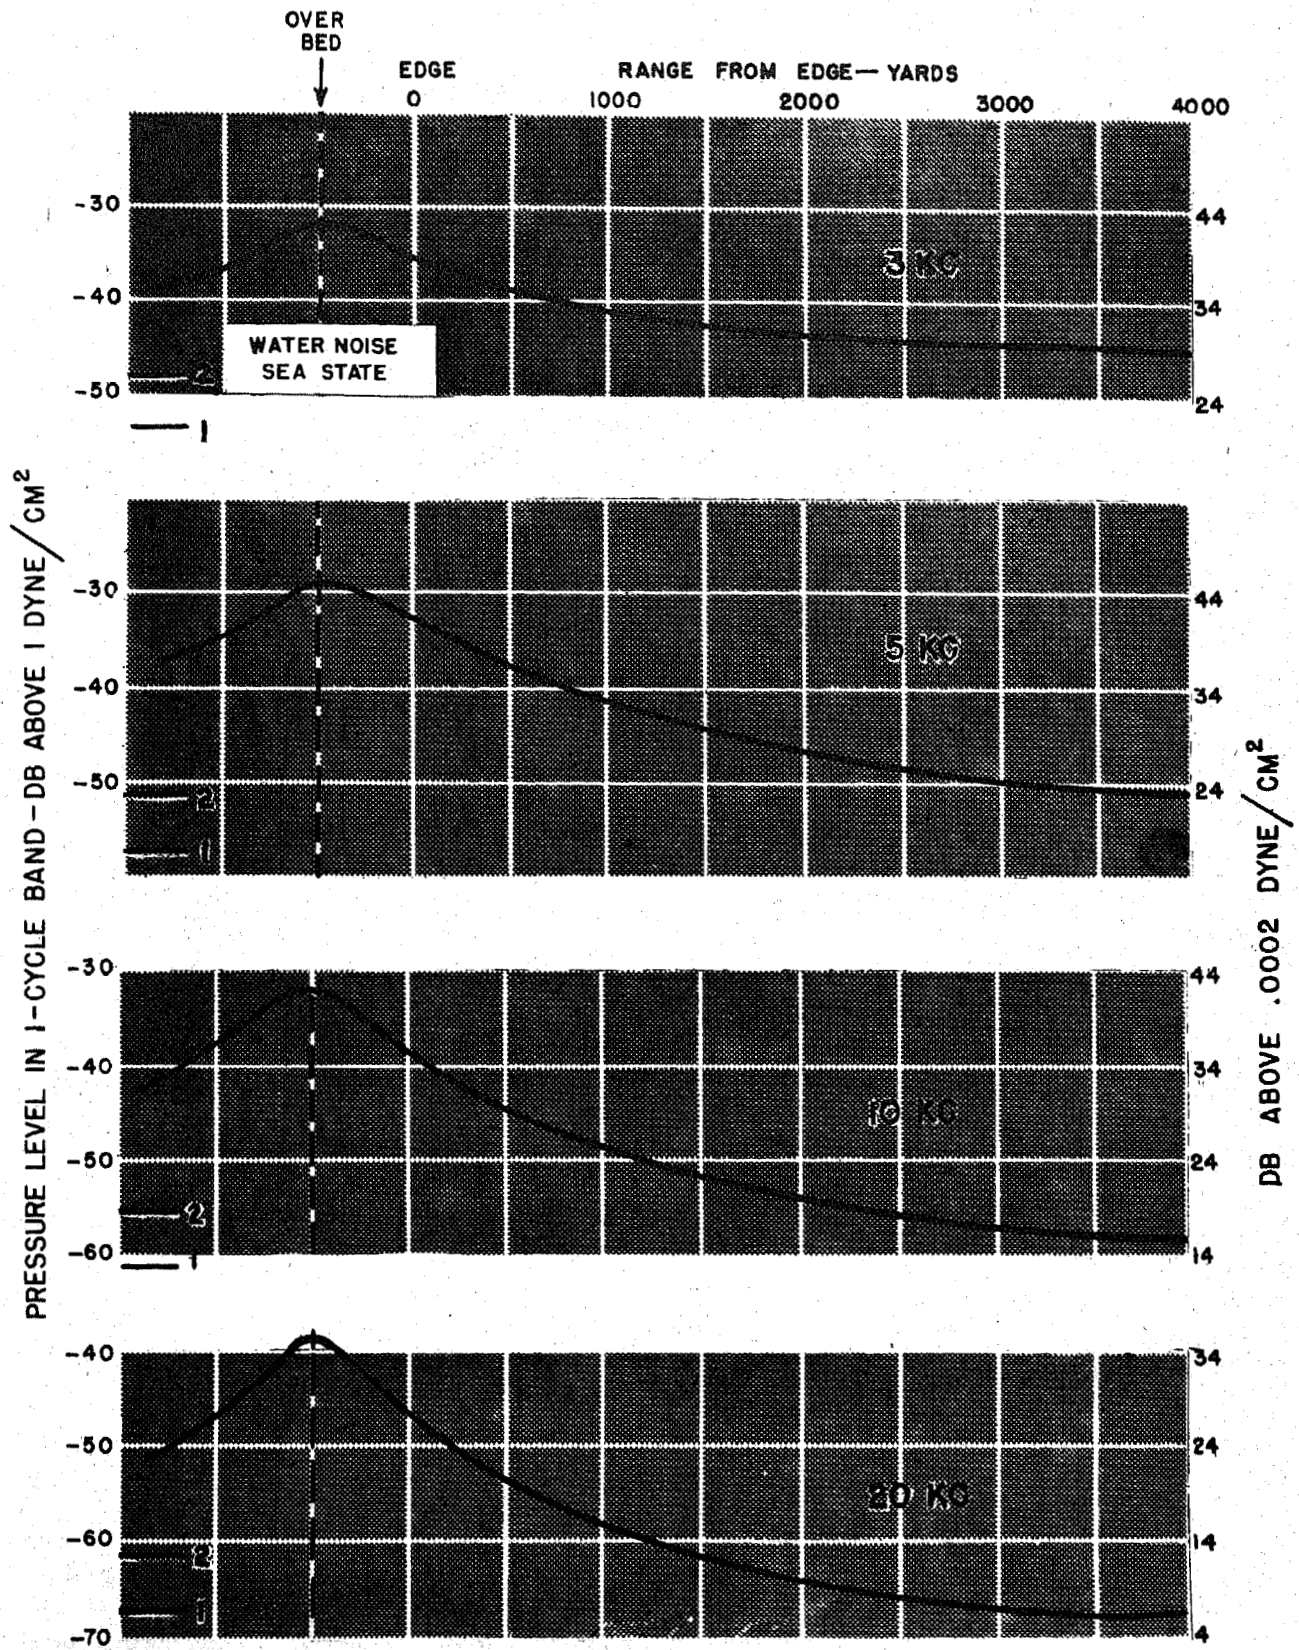 OVER
BED
EDGE RANGE FROM EDGE—YARDS
0 1000 2000 3000 4000
-30 44
3 KC
-40 34
WATER NOISE
SEA STATE
2
-50 24
1
-30 44
5 KC
-40 34
-50 24
2
1
-30 44
-40 34
10 KC
-50 24
2
-60 14
1
-40 34
-50 24
20 KC
-60 14
2
1
-70 4
PRESSURE LEVEL IN 1-CYCLE BAND-DB ABOVE 1 DYNE/CM²
DB ABOVE .0002 DYNE/CM²